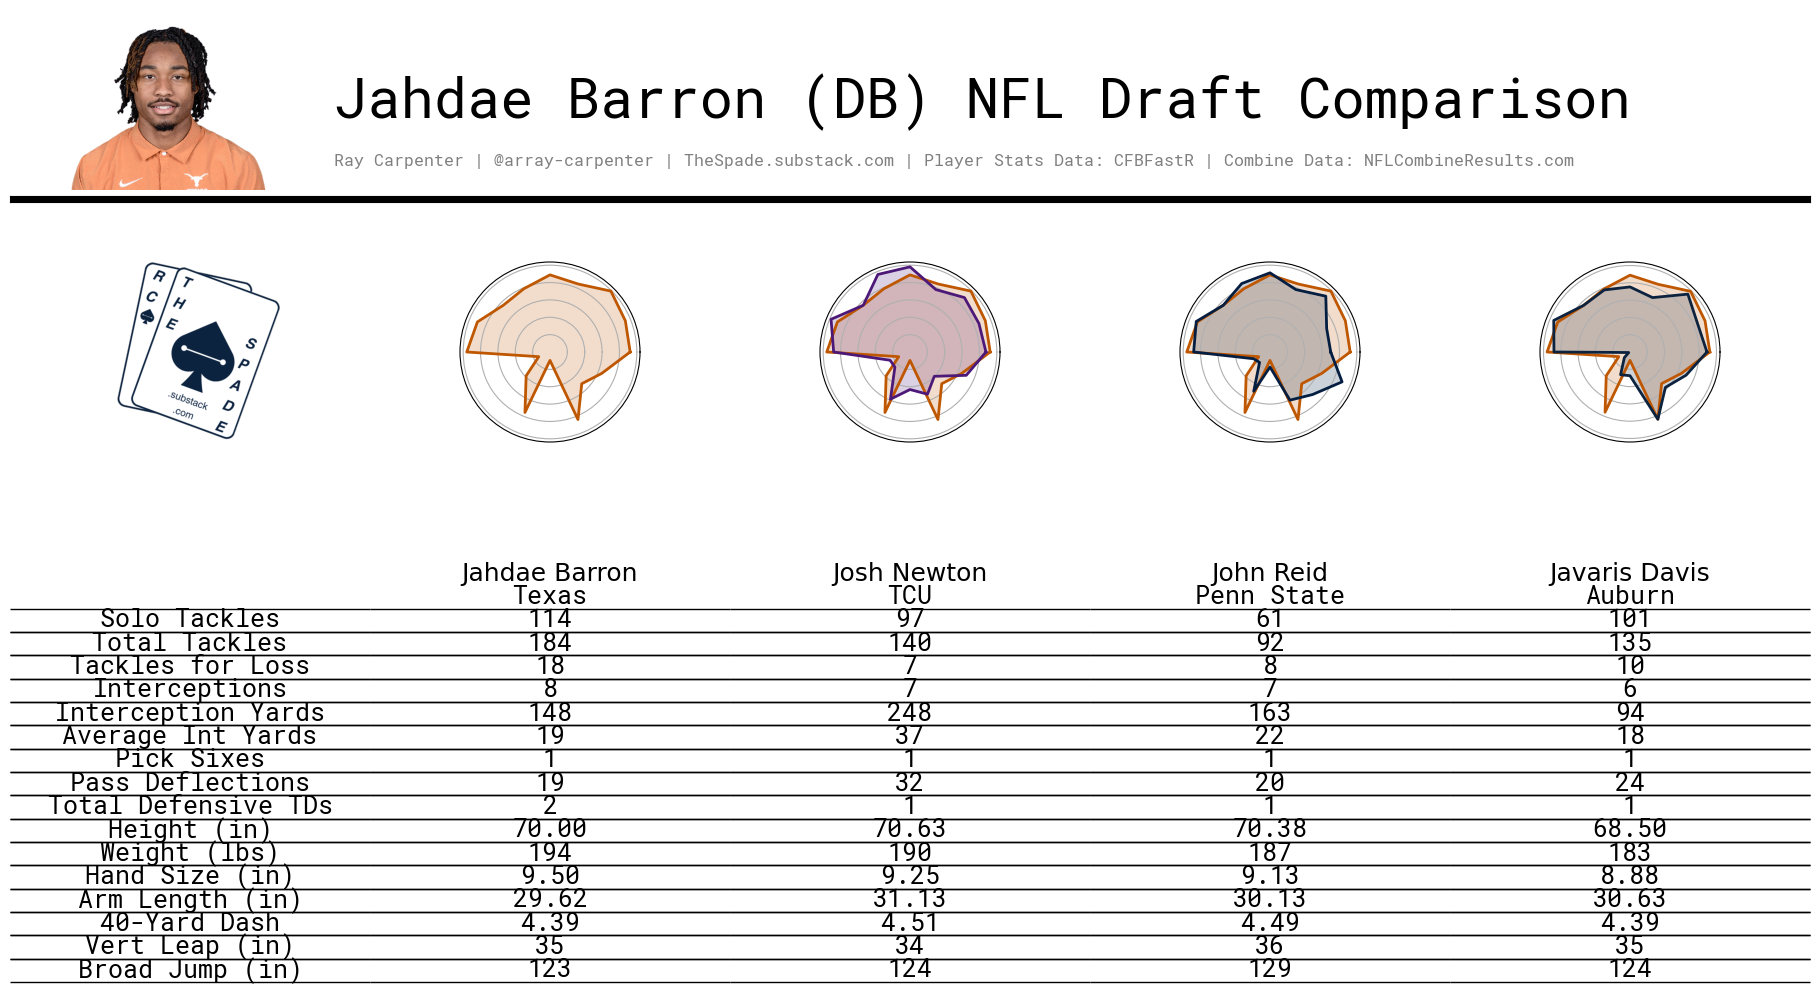 Jahdae Barron (DB) NFL Draft Comparison
Ray Carpenter | @array-carpenter | TheSpade.substack.com | Player Stats Data: CFBFastR | Combine Data: NFLCombineResults.com
R C
THE SPADE
.substack
.com
Jahdae Barron Josh Newton John Reid Javaris Davis
Texas TCU Penn State Auburn
Solo Tackles 114 97 61 101
Total Tackles 184 140 92 135
Tackles for Loss 18 7 8 10
Interceptions 8 7 7 6
Interception Yards 148 248 163 94
Average Int Yards 19 37 22 18
Pick Sixes 1 1 1 1
Pass Deflections 19 32 20 24
Total Defensive TDs 2 1 1 1
Height (in) 70.00 70.63 70.38 68.50
Weight (lbs) 194 190 187 183
Hand Size (in) 9.50 9.25 9.13 8.88
Arm Length (in) 29.62 31.13 30.13 30.63
40-Yard Dash 4.39 4.51 4.49 4.39
Vert Leap (in) 35 34 36 35
Broad Jump (in) 123 124 129 124